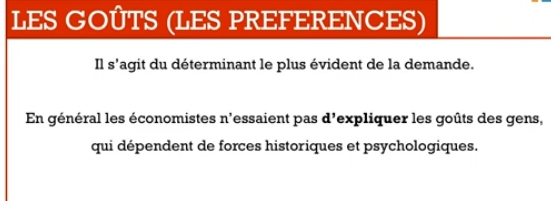 LES GOÛTS (LES PREFERENCES)
Il s'agit du déterminant le plus évident de la demande.
En général les économistes n'essaient pas d'expliquer les goûts des gens,
qui dépendent de forces historiques et psychologiques.